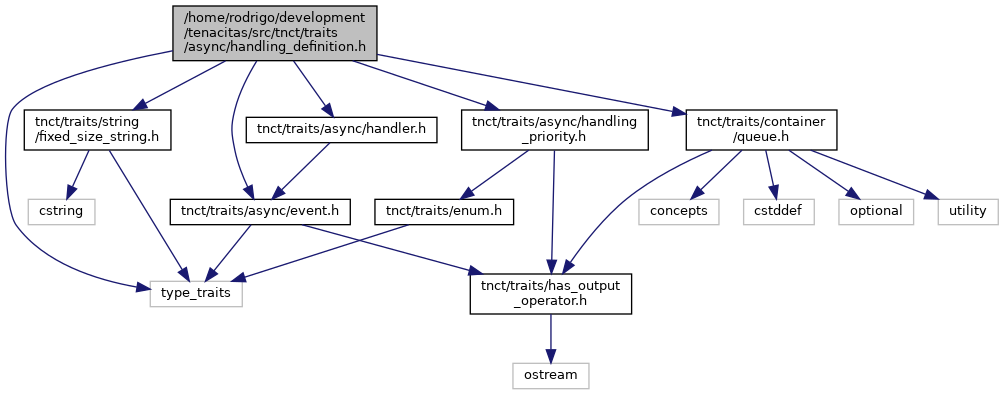 /home/rodrigo/development
/tenacitas/src/tnct/traits
/async/handling_definition.h
tnct/traits/string
/fixed_size_string.h
tnct/traits/async/handler.h
tnct/traits/async/handling
_priority.h
tnct/traits/container
/queue.h
cstring
tnct/traits/async/event.h
tnct/traits/enum.h
concepts
cstddef
optional
utility
type_traits
tnct/traits/has_output
_operator.h
ostream